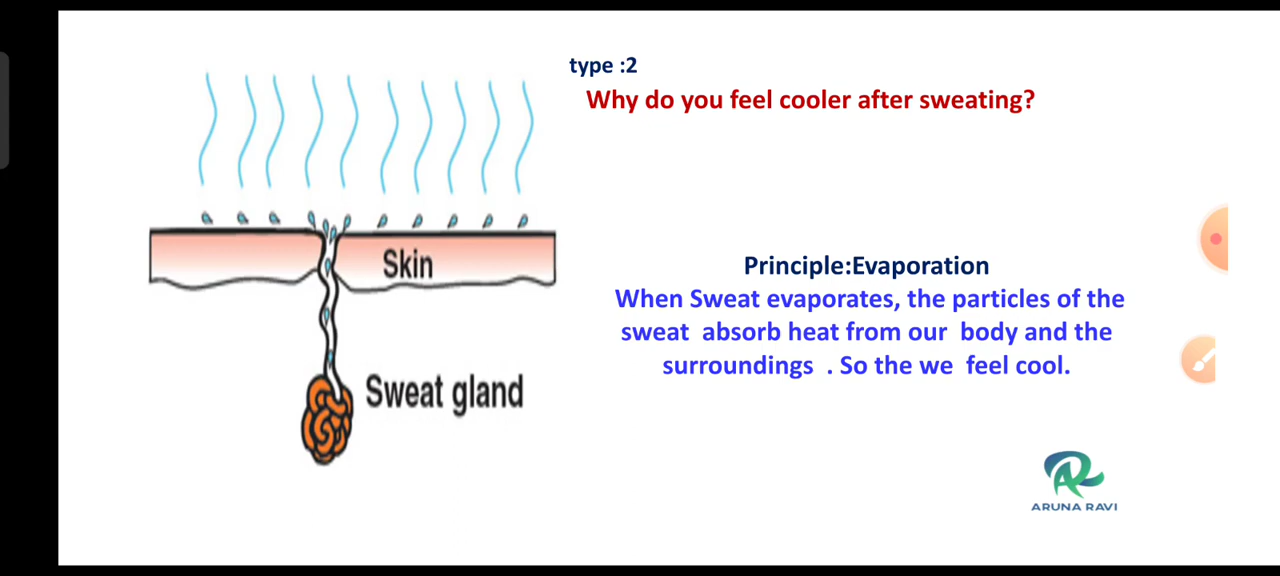 type :2
Why do you feel cooler after sweating?
Skin
Sweat gland
Principle:Evaporation
When Sweat evaporates, the particles of the
sweat absorb heat from our body and the
surroundings . So the we feel cool.
ARUNA RAVI